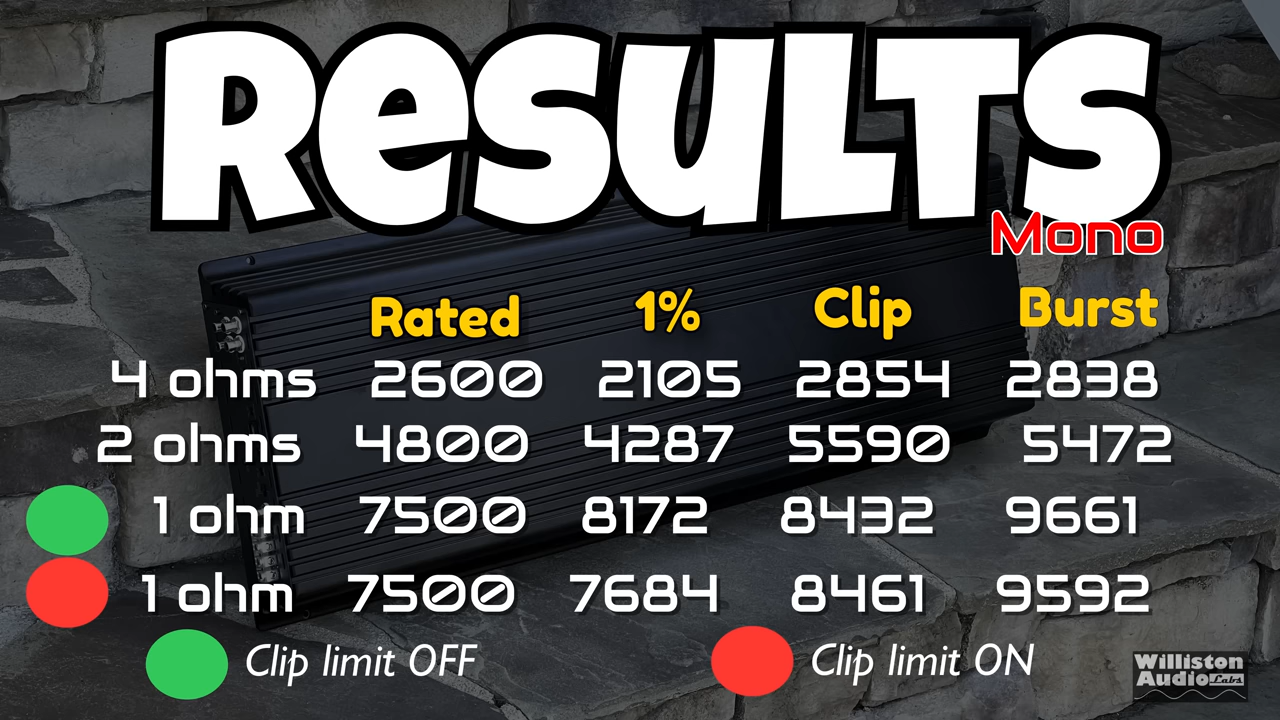 ReSuLTS
Mono
Rated 1% Clip Burst
4 ohms 2600 2105 2854 2838
2 ohms 4800 4287 5590 5472
1 ohm 7500 8172 8432 9661
1 ohm 7500 7684 8461 9592
Clip limit OFF Clip limit ON
Williston
Audio Labs